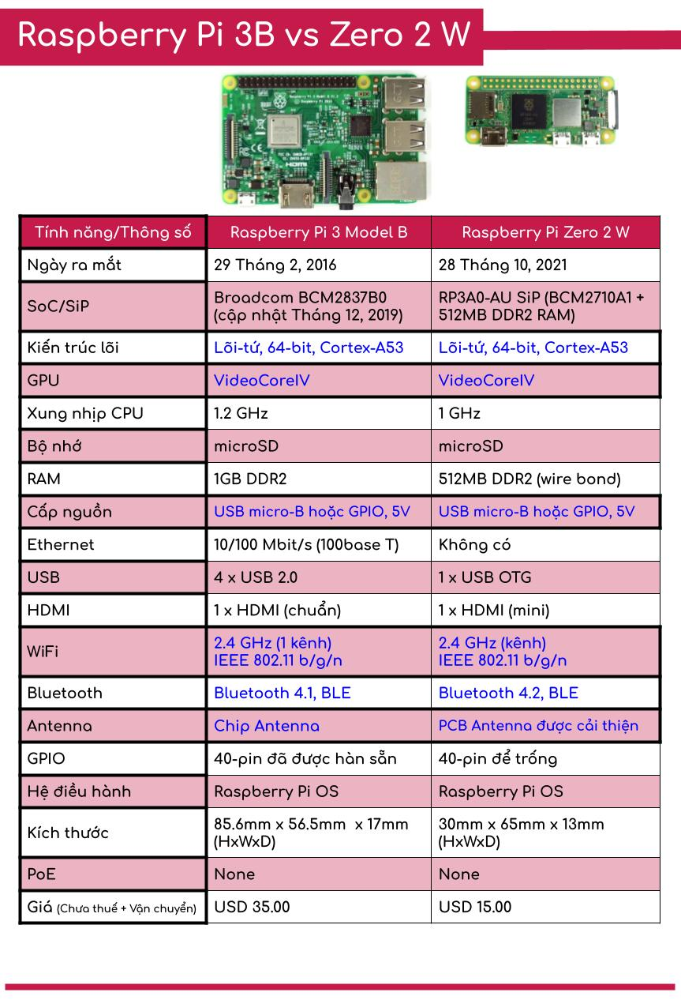 Raspberry Pi 3B vs Zero 2 W
Raspberry Pi 3 Model B V1.2
© Raspberry Pi 2015
HDMI
Tính năng/Thông số Raspberry Pi 3 Model B Raspberry Pi Zero 2 W
Ngày ra mắt 29 Tháng 2, 2016 28 Tháng 10, 2021
SoC/SiP Broadcom BCM2837B0 RP3A0-AU SiP (BCM2710A1 +
(cập nhật Tháng 12, 2019) 512MB DDR2 RAM)
Kiến trúc lõi Lõi-tứ, 64-bit, Cortex-A53 Lõi-tứ, 64-bit, Cortex-A53
GPU VideoCoreIV VideoCoreIV
Xung nhịp CPU 1.2 GHz 1 GHz
Bộ nhớ microSD microSD
RAM 1GB DDR2 512MB DDR2 (wire bond)
Cấp nguồn USB micro-B hoặc GPIO, 5V USB micro-B hoặc GPIO, 5V
Ethernet 10/100 Mbit/s (100base T) Không có
USB 4 x USB 2.0 1 x USB OTG
HDMI 1 x HDMI (chuẩn) 1 x HDMI (mini)
WiFi 2.4 GHz (1 kênh) 2.4 GHz (kênh)
IEEE 802.11 b/g/n IEEE 802.11 b/g/n
Bluetooth Bluetooth 4.1, BLE Bluetooth 4.2, BLE
Antenna Chip Antenna PCB Antenna được cải thiện
GPIO 40-pin đã được hàn sẵn 40-pin để trống
Hệ điều hành Raspberry Pi OS Raspberry Pi OS
Kích thước 85.6mm x 56.5mm x 17mm 30mm x 65mm x 13mm
(HxWxD) (HxWxD)
PoE None None
Giá (Chưa thuế + Vận chuyển) USD 35.00 USD 15.00